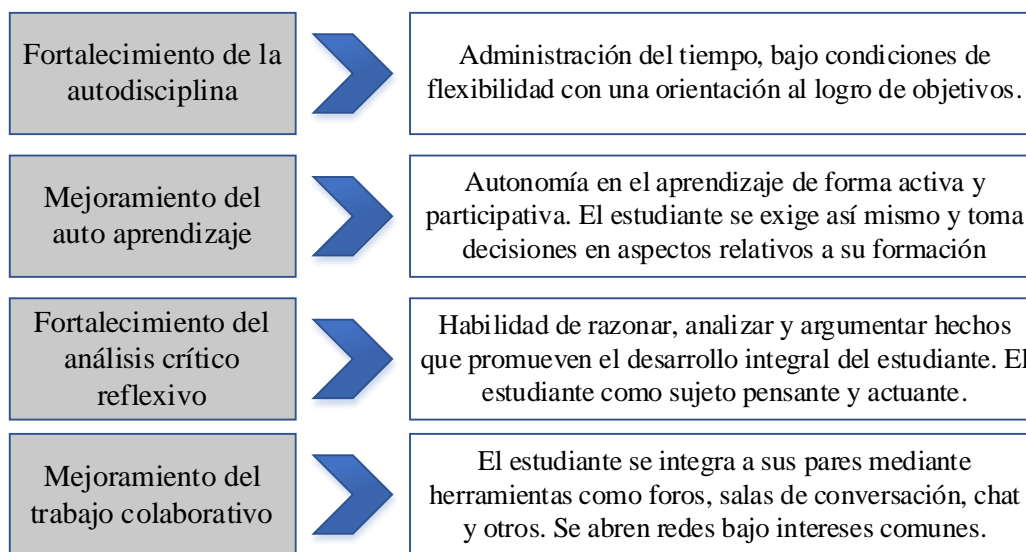 Fortalecimiento de la
autodisciplina
Administración del tiempo, bajo condiciones de
flexibilidad con una orientación al logro de objetivos.
Mejoramiento del
auto aprendizaje
Autonomía en el aprendizaje de forma activa y
participativa. El estudiante se exige así mismo y toma
decisiones en aspectos relativos a su formación
Fortalecimiento del
análisis crítico
reflexivo
Habilidad de razonar, analizar y argumentar hechos
que promueven el desarrollo integral del estudiante. El
estudiante como sujeto pensante y actuante.
Mejoramiento del
trabajo colaborativo
El estudiante se integra a sus pares mediante
herramientas como foros, salas de conversación, chat
y otros. Se abren redes bajo intereses comunes.